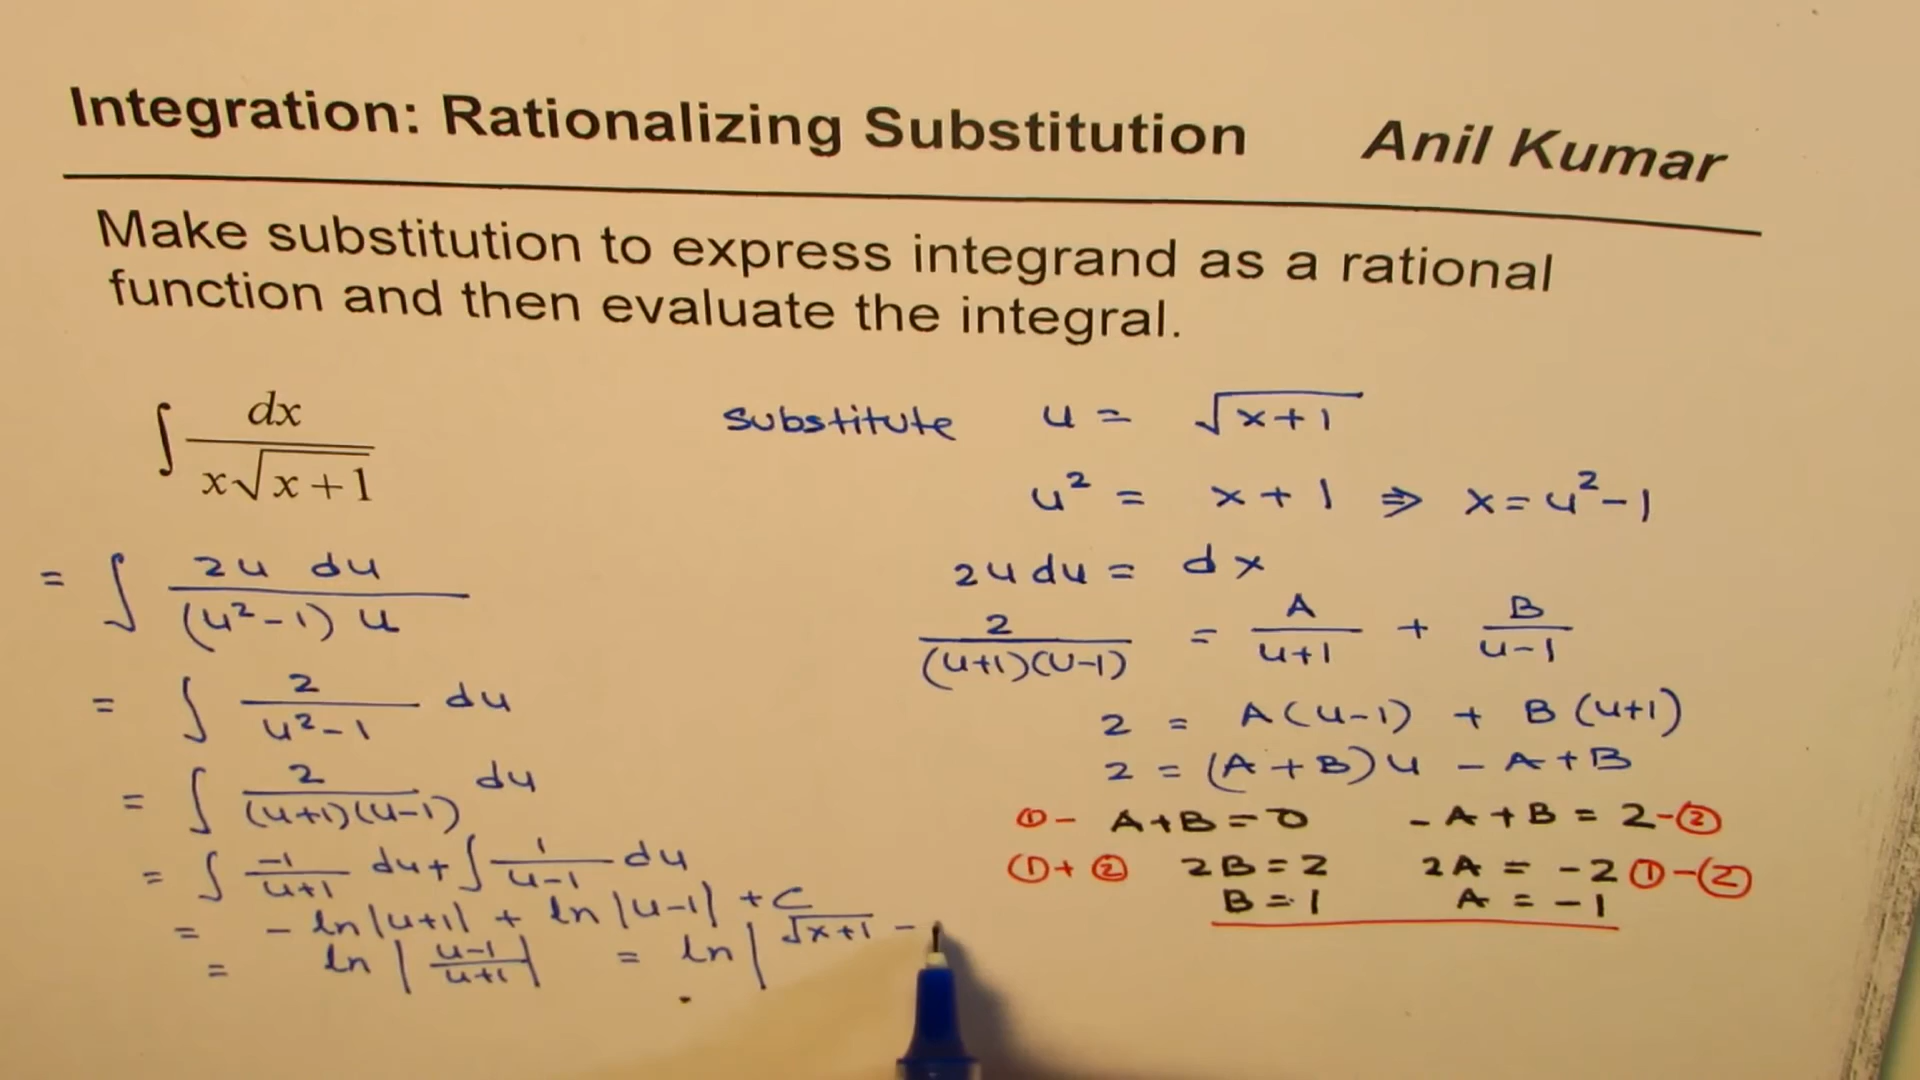 Integration: Rationalizing Substitution Anil Kumar
Make substitution to express integrand as a rational
function and then evaluate the integral.
∫ dx / (x√(x+1))
Substitute u = √(x+1)
u² = x+1 ⇒ x = u²-1
2u du = dx
= ∫ 2u du / ((u²-1) u)
= ∫ 2/(u²-1) du
= ∫ 2/((u+1)(u-1)) du
= ∫ -1/(u+1) du + ∫ 1/(u-1) du
= - ln|u+1| + ln|u-1| + C
= ln |(u-1)/(u+1)| = ln | √(x+1) -
2/((u+1)(u-1)) = A/(u+1) + B/(u-1)
2 = A(u-1) + B(u+1)
2 = (A+B)u - A+B
①- A+B=0 -A+B = 2-②
①+② 2B=2 2A = -2 ①-②
B=1 A = -1